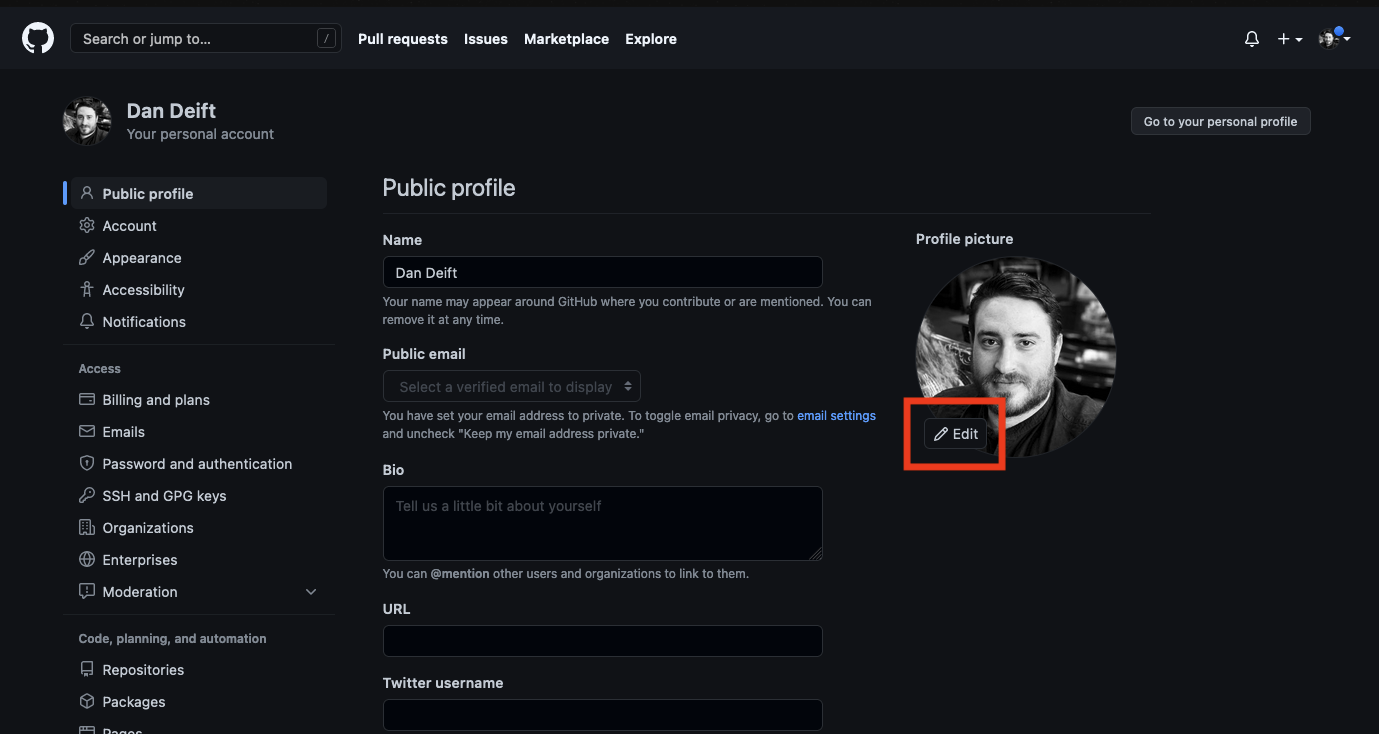 Search or jump to...
/
Pull requests
Issues
Marketplace
Explore
Dan Deift
Your personal account
Go to your personal profile
Public profile
Account
Appearance
Accessibility
Notifications
Access
Billing and plans
Emails
Password and authentication
SSH and GPG keys
Organizations
Enterprises
Moderation
Code, planning, and automation
Repositories
Packages
Pages
Public profile
Name
Dan Deift
Your name may appear around GitHub where you contribute or are mentioned. You can
remove it at any time.
Public email
Select a verified email to display
You have set your email address to private. To toggle email privacy, go to email settings
and uncheck "Keep my email address private."
Bio
Tell us a little bit about yourself
You can @mention other users and organizations to link to them.
URL
Twitter username
Profile picture
Edit